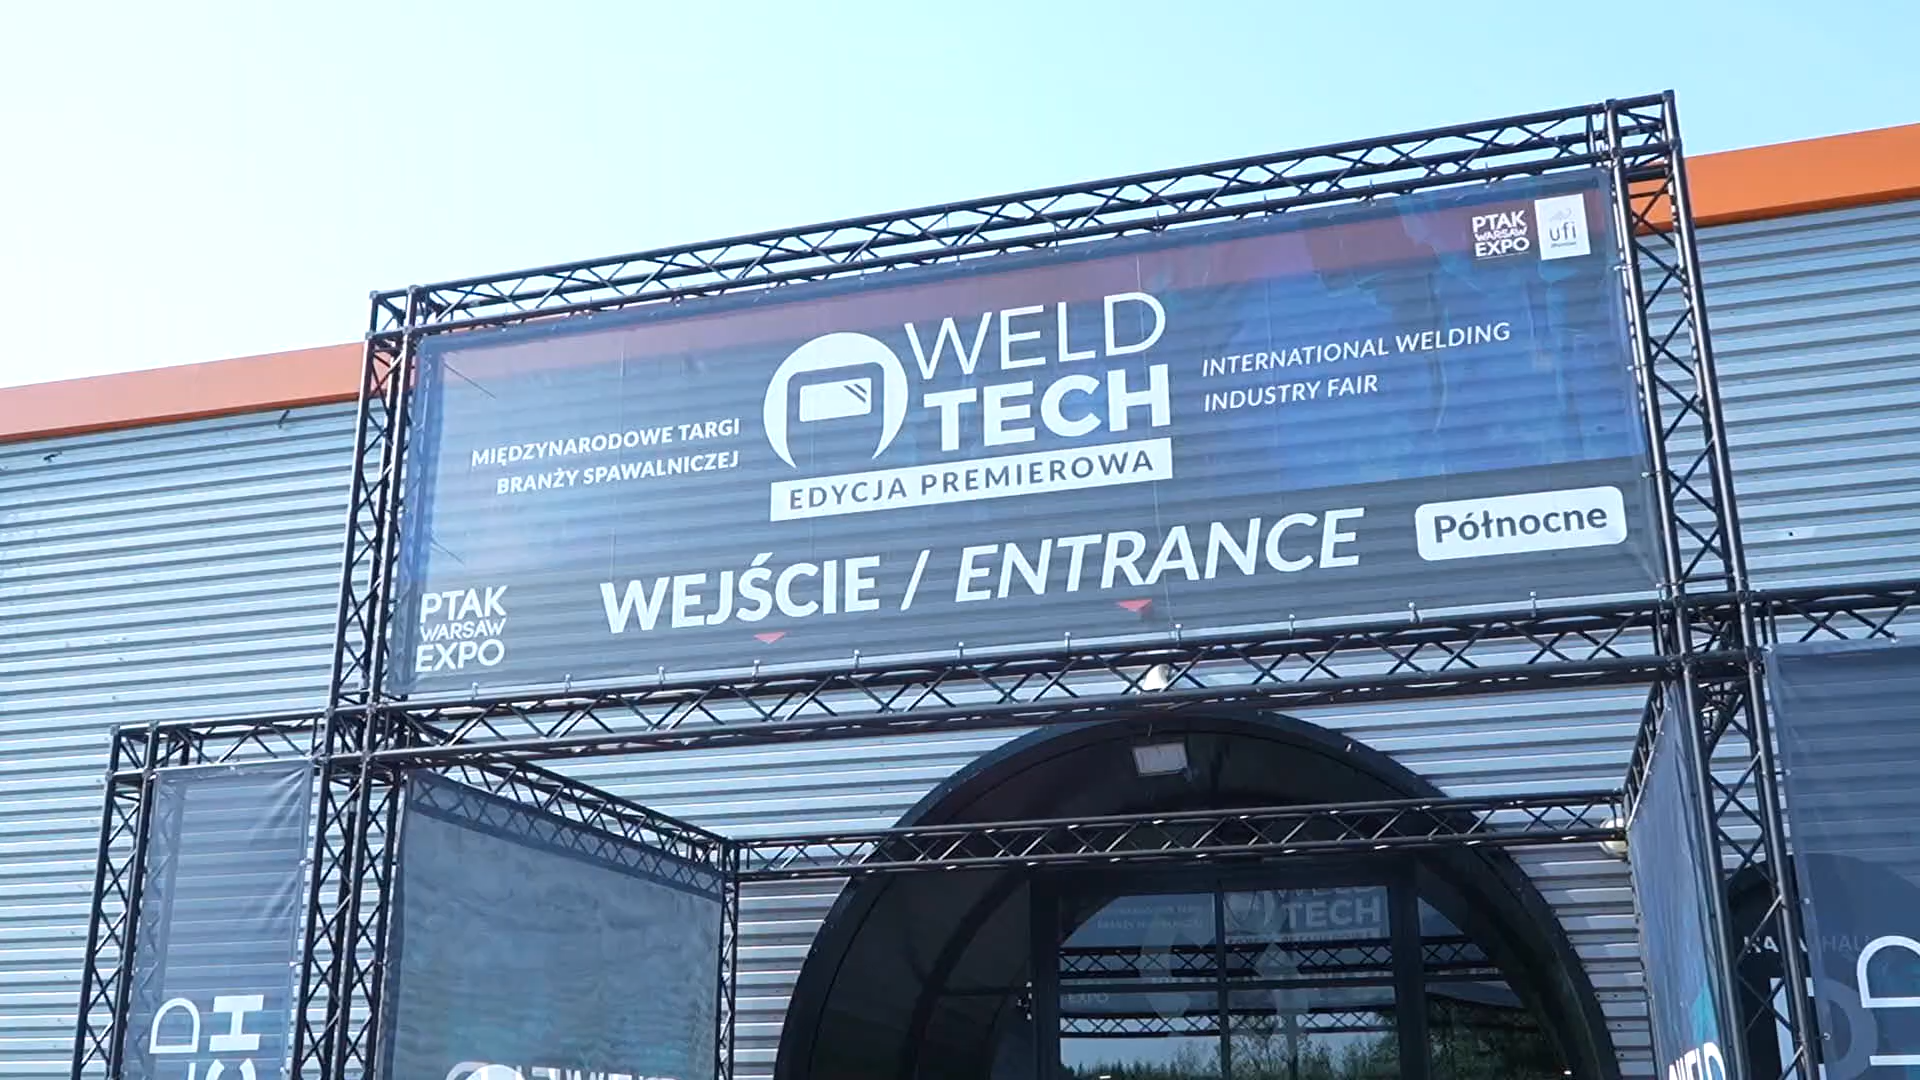 PTAK
WARSAW
EXPO
ufi
WELD
TECH
EDYCJA PREMIEROWA
MIĘDZYNARODOWE TARGI
BRANŻY SPAWALNICZEJ
INTERNATIONAL WELDING
INDUSTRY FAIR
WEJŚCIE / ENTRANCE
Północne
PTAK
WARSAW
EXPO
TECH